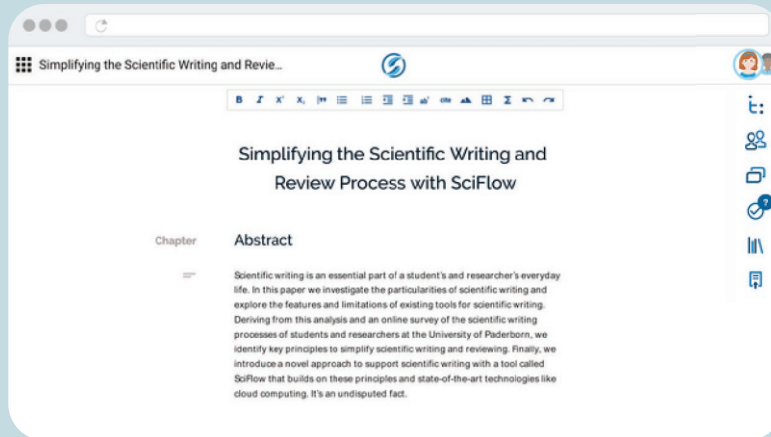 Simplifying the Scientific Writing and Revie...
B I X² X₂ cite Σ
Simplifying the Scientific Writing and
Review Process with SciFlow
Chapter
Abstract
Scientific writing is an essential part of a student's and researcher's everyday
life. In this paper we investigate the particularities of scientific writing and
explore the features and limitations of existing tools for scientific writing.
Deriving from this analysis and an online survey of the scientific writing
processes of students and researchers at the University of Paderborn, we
identify key principles to simplify scientific writing and reviewing. Finally, we
introduce a novel approach to support scientific writing with a tool called
SciFlow that builds on these principles and state-of-the-art technologies like
cloud computing. It's an undisputed fact.
?